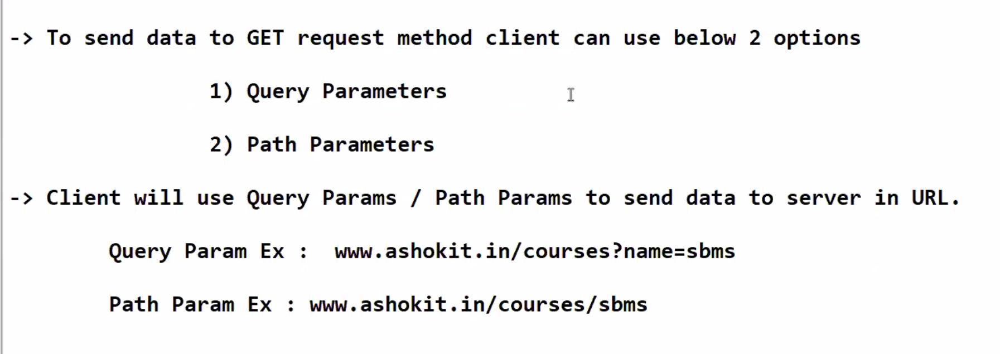 -> To send data to GET request method client can use below 2 options
1) Query Parameters
2) Path Parameters
-> Client will use Query Params / Path Params to send data to server in URL.
Query Param Ex :  www.ashokit.in/courses?name=sbms
Path Param Ex : www.ashokit.in/courses/sbms